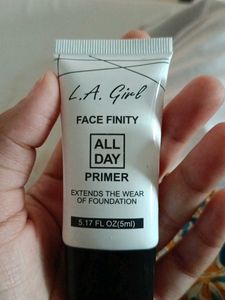 L.A. Girl
FACE FINITY
ALL
DAY
PRIMER
EXTENDS THE WEAR
OF FOUNDATION
5.17 FL OZ(5ml)